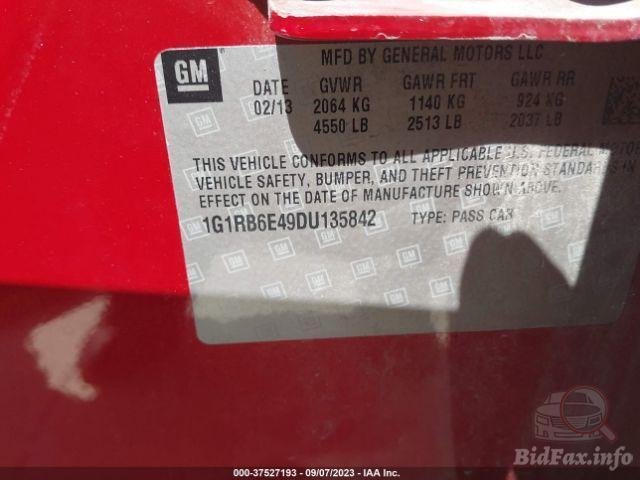 GM
MFD BY GENERAL MOTORS LLC
DATE GVWR GAWR FRT GAWR RR
02/13 2064 KG 1140 KG 924 KG
4550 LB 2513 LB 2037 LB
THIS VEHICLE CONFORMS TO ALL APPLICABLE U.S. FEDERAL MOTOR
VEHICLE SAFETY, BUMPER, AND THEFT PREVENTION STANDARDS IN
EFFECT ON THE DATE OF MANUFACTURE SHOWN ABOVE.
1G1RB6E49DU135842 TYPE: PASS CAR
BidFax.info
000-37527193 - 09/07/2023 - IAA Inc.